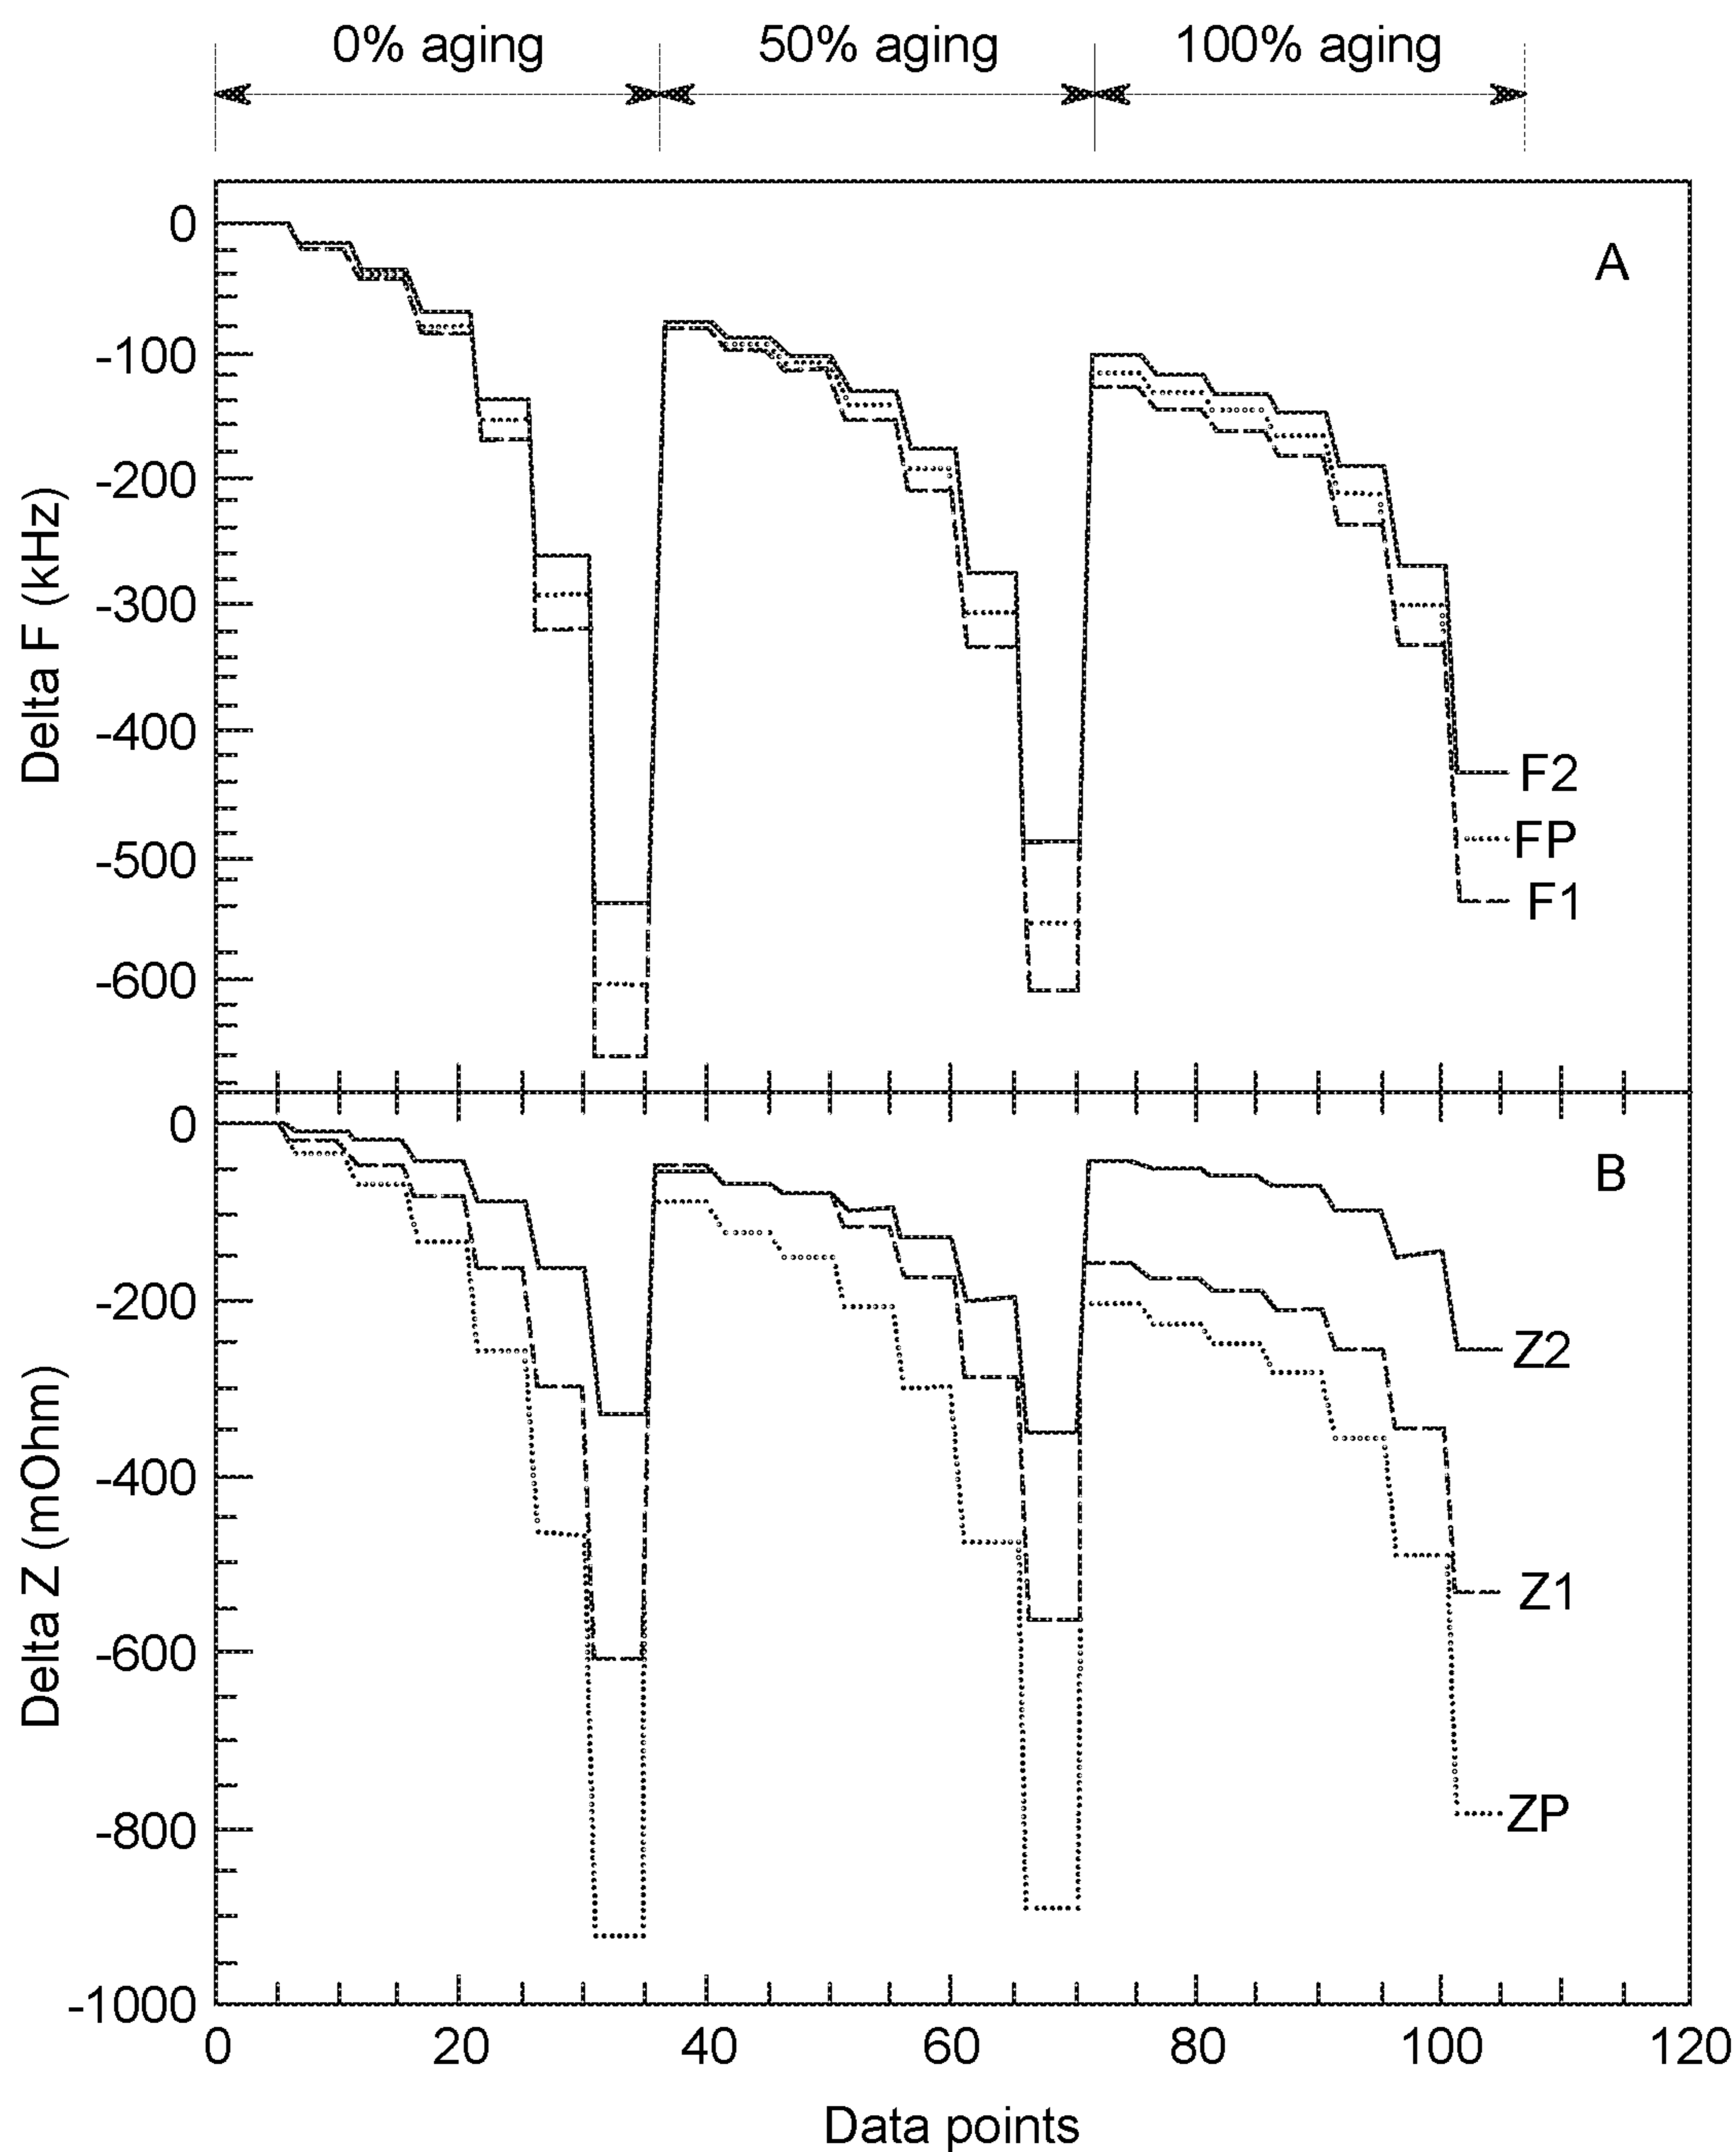 0% aging 50% aging 100% aging
A
0
-100
-200
-300
-400
-500
-600
Delta F (kHz)
F2
FP
F1
B
0
-200
-400
-600
-800
-1000
Delta Z (mOhm)
Z2
Z1
ZP
0 20 40 60 80 100 120
Data points